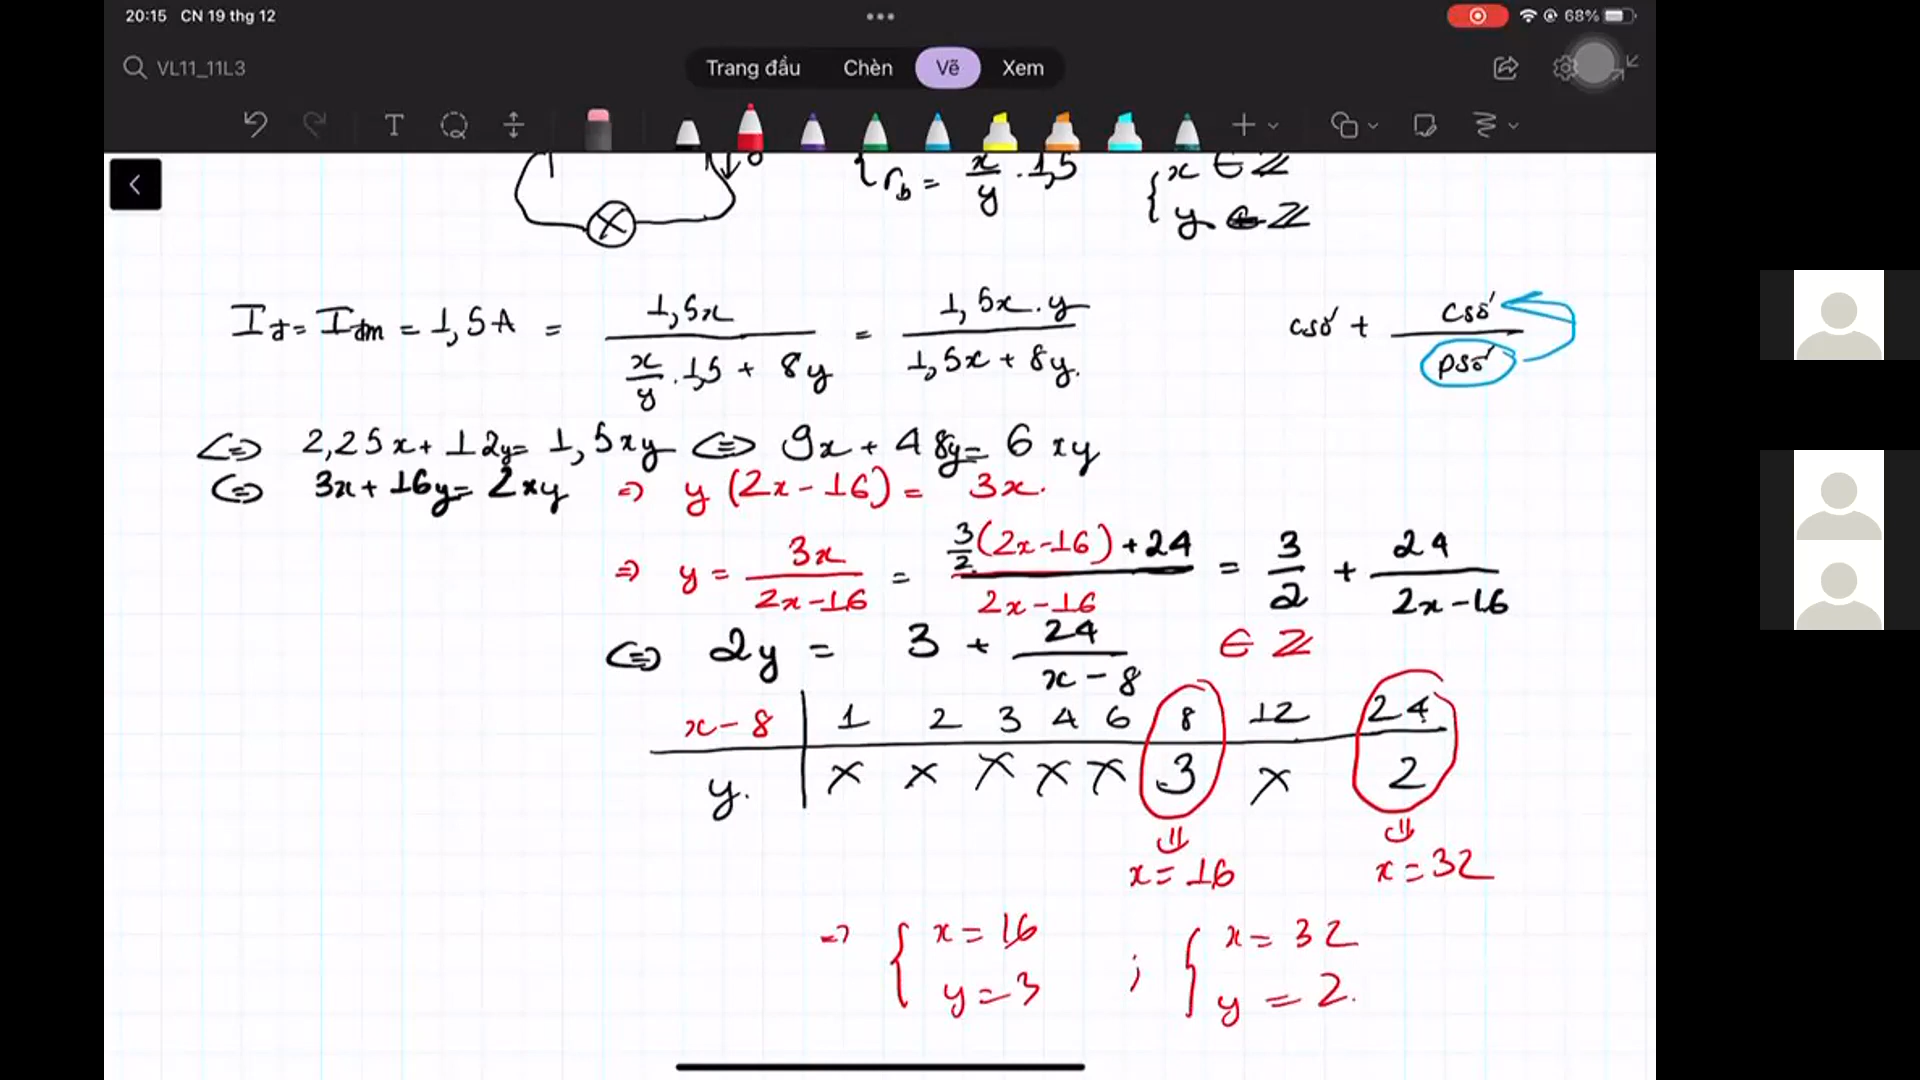 20:15 CN 19 thg 12
68%
VL11_11L3
Trang đầu Chèn Vẽ Xem
T
r_b = x/y . 1,5
{ x ∈ Z
y ∈ Z
I_đ = I_đm = 1,5A = 1,5x / (x/y . 1,5 + 8y) = 1,5x.y / (1,5x + 8y.)
csố + csố / psố
<=> 2,25x + 12y = 1,5xy <=> 9x + 48y = 6xy
<=> 3x + 16y = 2xy => y (2x - 16) = 3x.
=> y = 3x / (2x - 16) = (3/2 (2x - 16) + 24) / (2x - 16) = 3/2 + 24 / (2x - 16)
<=> 2y = 3 + 24 / (x - 8) ∈ Z
x - 8 | 1 2 3 4 6 8 12 24
y. | x x x x x 3 x 2
=> x = 16 => x = 32
=> { x = 16 ; { x = 32
y = 3 y = 2.